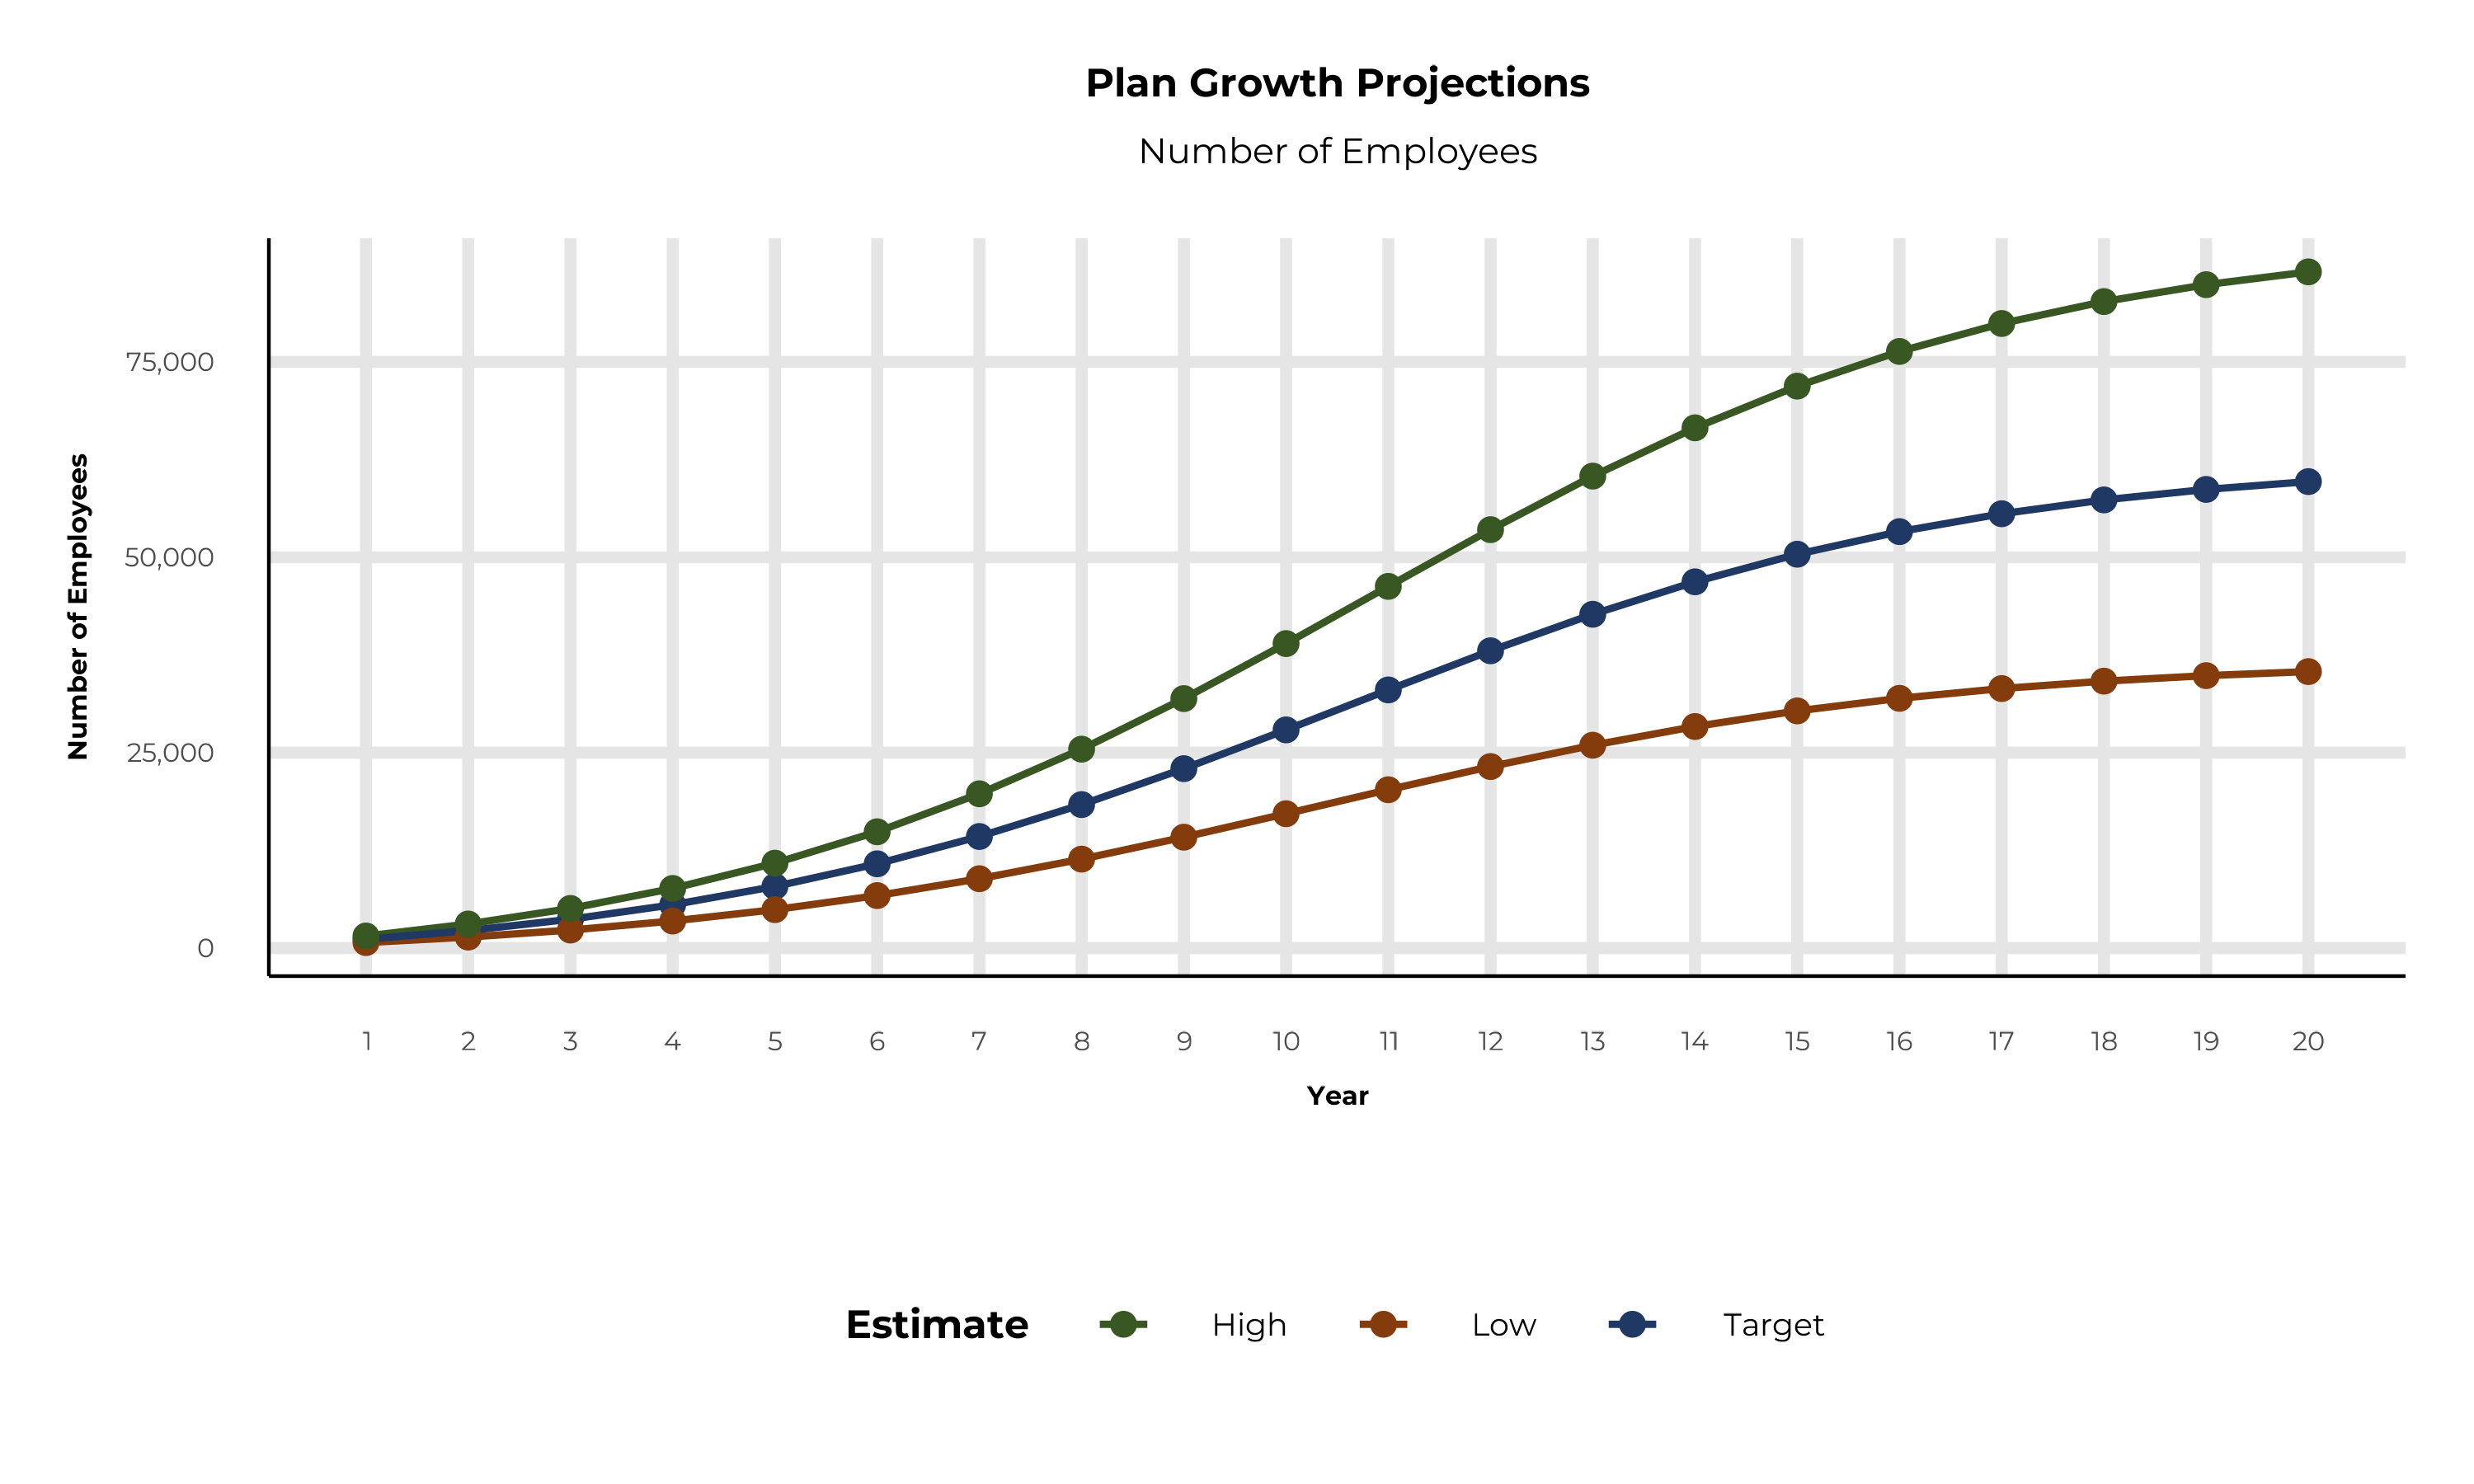 Plan Growth Projections
Number of Employees
Number of Employees
75,000
50,000
25,000
0
1 2 3 4 5 6 7 8 9 10 11 12 13 14 15 16 17 18 19 20
Year
Estimate High Low Target